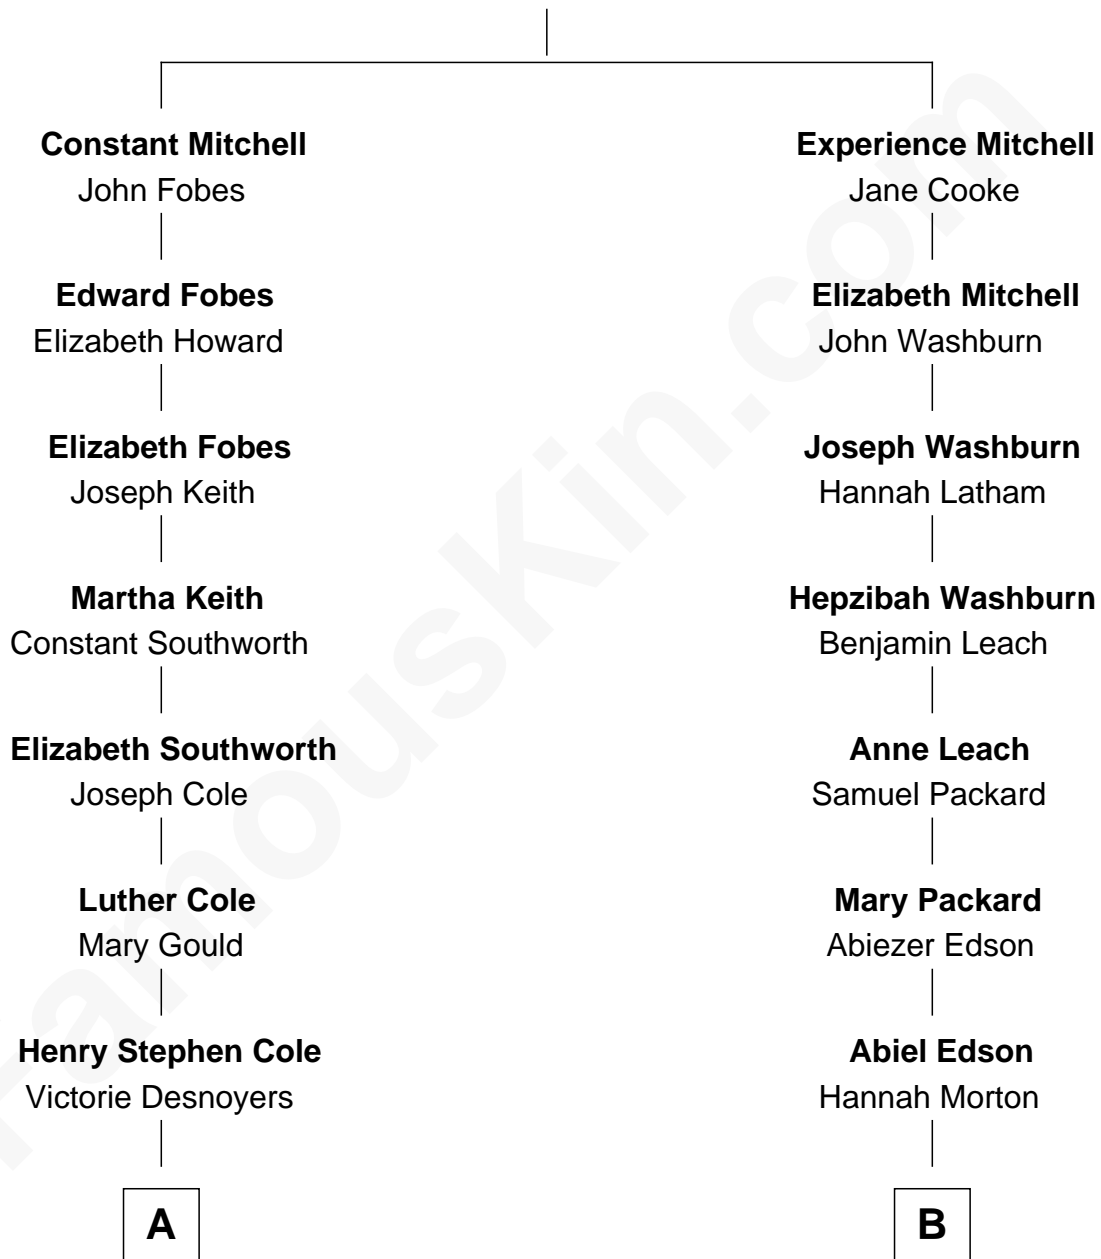 Constant Mitchell
John Fobes
Experience Mitchell
Jane Cooke
Edward Fobes
Elizabeth Howard
Elizabeth Mitchell
John Washburn
Elizabeth Fobes
Joseph Keith
Joseph Washburn
Hannah Latham
Martha Keith
Constant Southworth
Hepzibah Washburn
Benjamin Leach
Elizabeth Southworth
Joseph Cole
Anne Leach
Samuel Packard
Luther Cole
Mary Gould
Mary Packard
Abiezer Edson
Henry Stephen Cole
Victorie Desnoyers
Abiel Edson
Hannah Morton
A
B
FamousKin.com